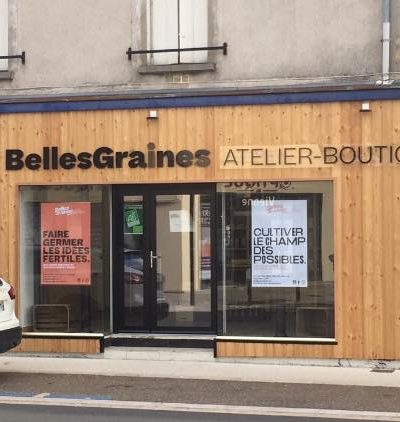 BellesGraines ATELIER-BOUTIC
FAIRE
GERMER
LES IDÉES
FERTILES.
CULTIVER
LE CHAMP
DES
POSSIBLES.